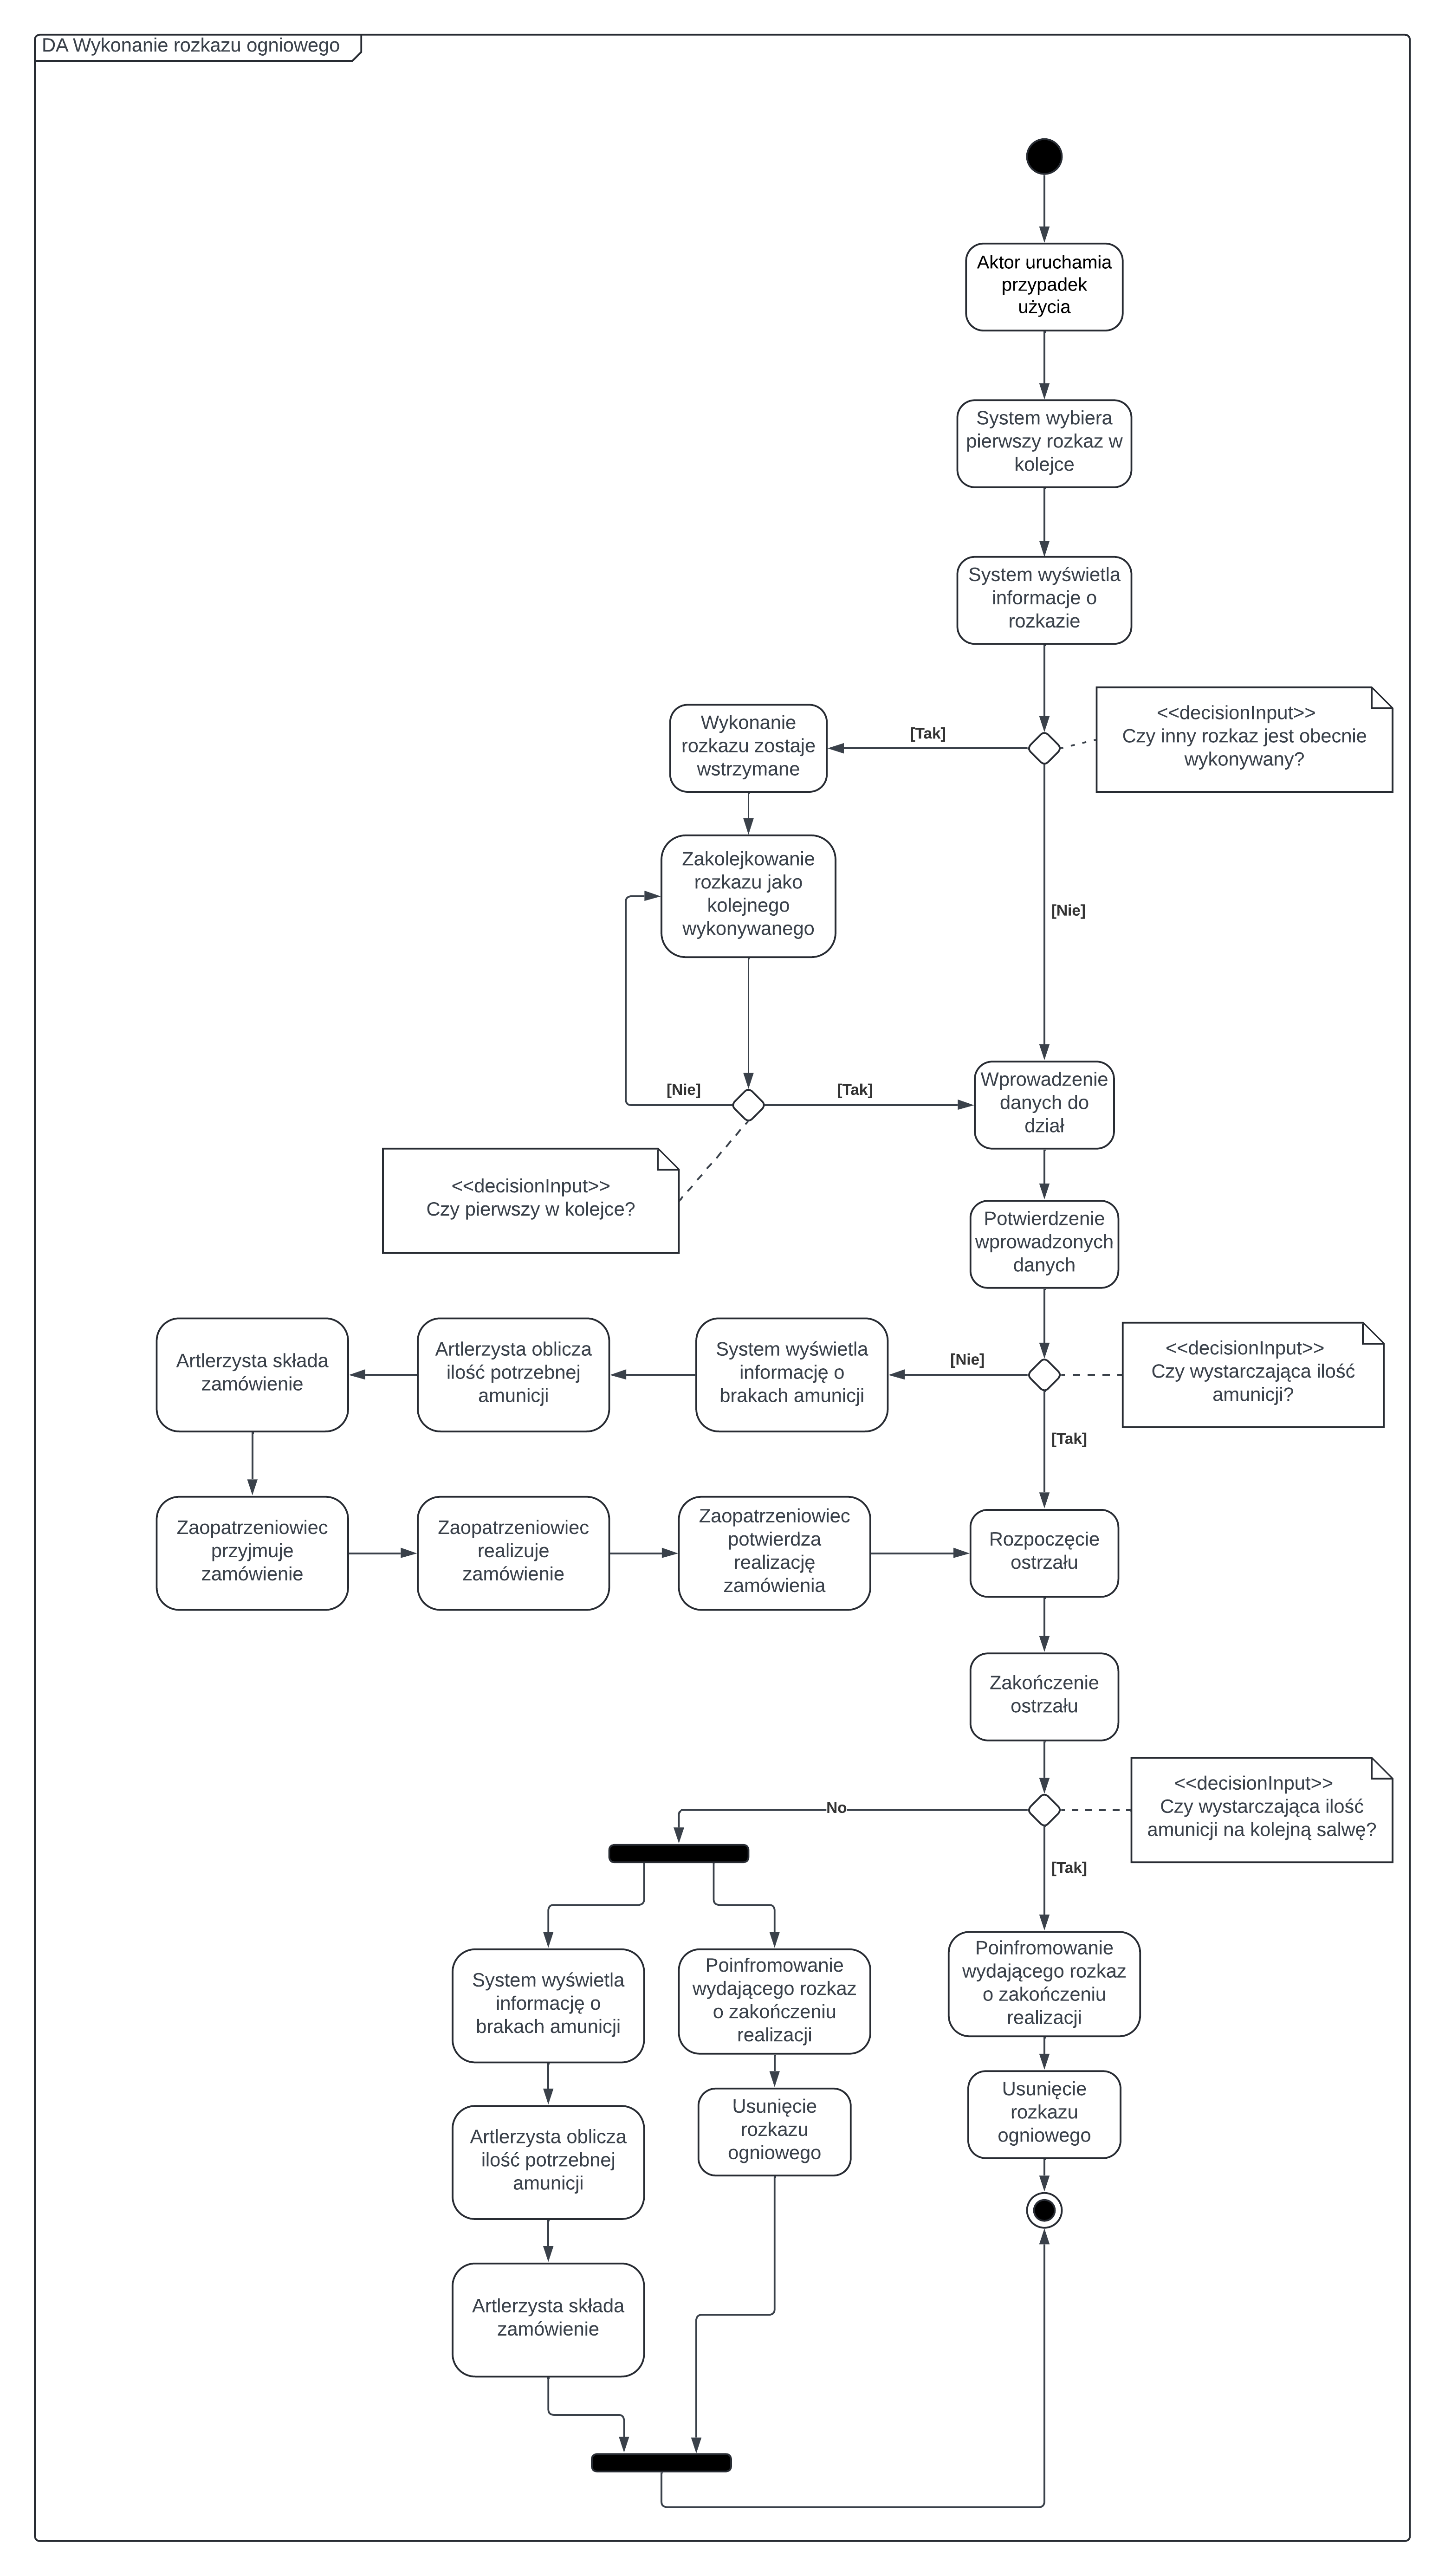 DA Wykonanie rozkazu ogniowego
Aktor uruchamia
przypadek
użycia
System wybiera
pierwszy rozkaz w
kolejce
System wyświetla
informacje o
rozkazie
<<decisionInput>>
Czy inny rozkaz jest obecnie
wykonywany?
[Tak]
Wykonanie
rozkazu zostaje
wstrzymane
Zakolejkowanie
rozkazu jako
kolejnego
wykonywanego
[Nie]
[Nie]
[Tak]
Wprowadzenie
danych do
dział
<<decisionInput>>
Czy pierwszy w kolejce?
Potwierdzenie
wprowadzonych
danych
Artlerzysta składa
zamówienie
Artlerzysta oblicza
ilość potrzebnej
amunicji
System wyświetla
informację o
brakach amunicji
[Nie]
<<decisionInput>>
Czy wystarczająca ilość
amunicji?
[Tak]
Zaopatrzeniowiec
przyjmuje
zamówienie
Zaopatrzeniowiec
realizuje
zamówienie
Zaopatrzeniowiec
potwierdza
realizację
zamówienia
Rozpoczęcie
ostrzału
Zakończenie
ostrzału
<<decisionInput>>
Czy wystarczająca ilość
amunicji na kolejną salwę?
No
[Tak]
System wyświetla
informację o
brakach amunicji
Poinfromowanie
wydającego rozkaz
o zakończeniu
realizacji
Poinfromowanie
wydającego rozkaz
o zakończeniu
realizacji
Usunięcie
rozkazu
ogniowego
Usunięcie
rozkazu
ogniowego
Artlerzysta oblicza
ilość potrzebnej
amunicji
Artlerzysta składa
zamówienie